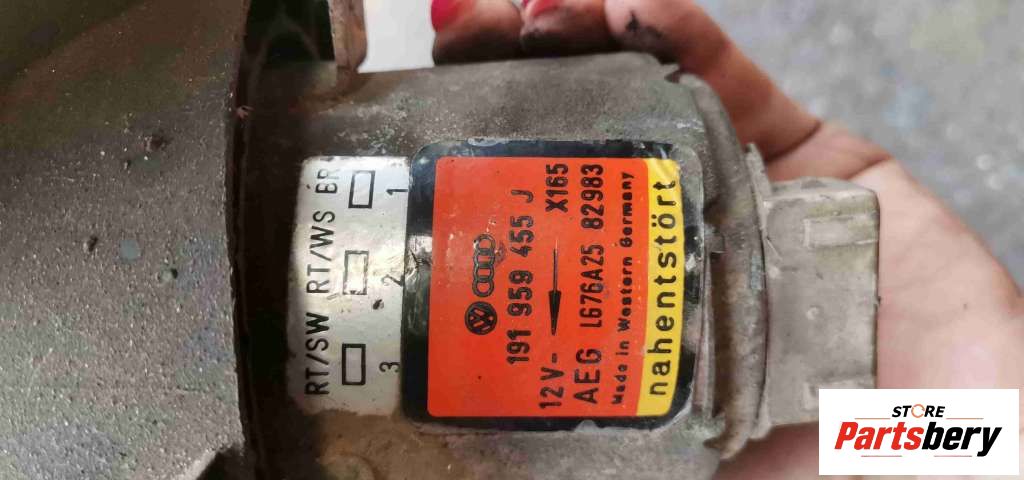 RT/SW RT/WS BR
3 2 1
191 959 455 J
12V- X165
AEG L676A25 82983
Made in Western Germany
nahentstört
STORE
Partsbery